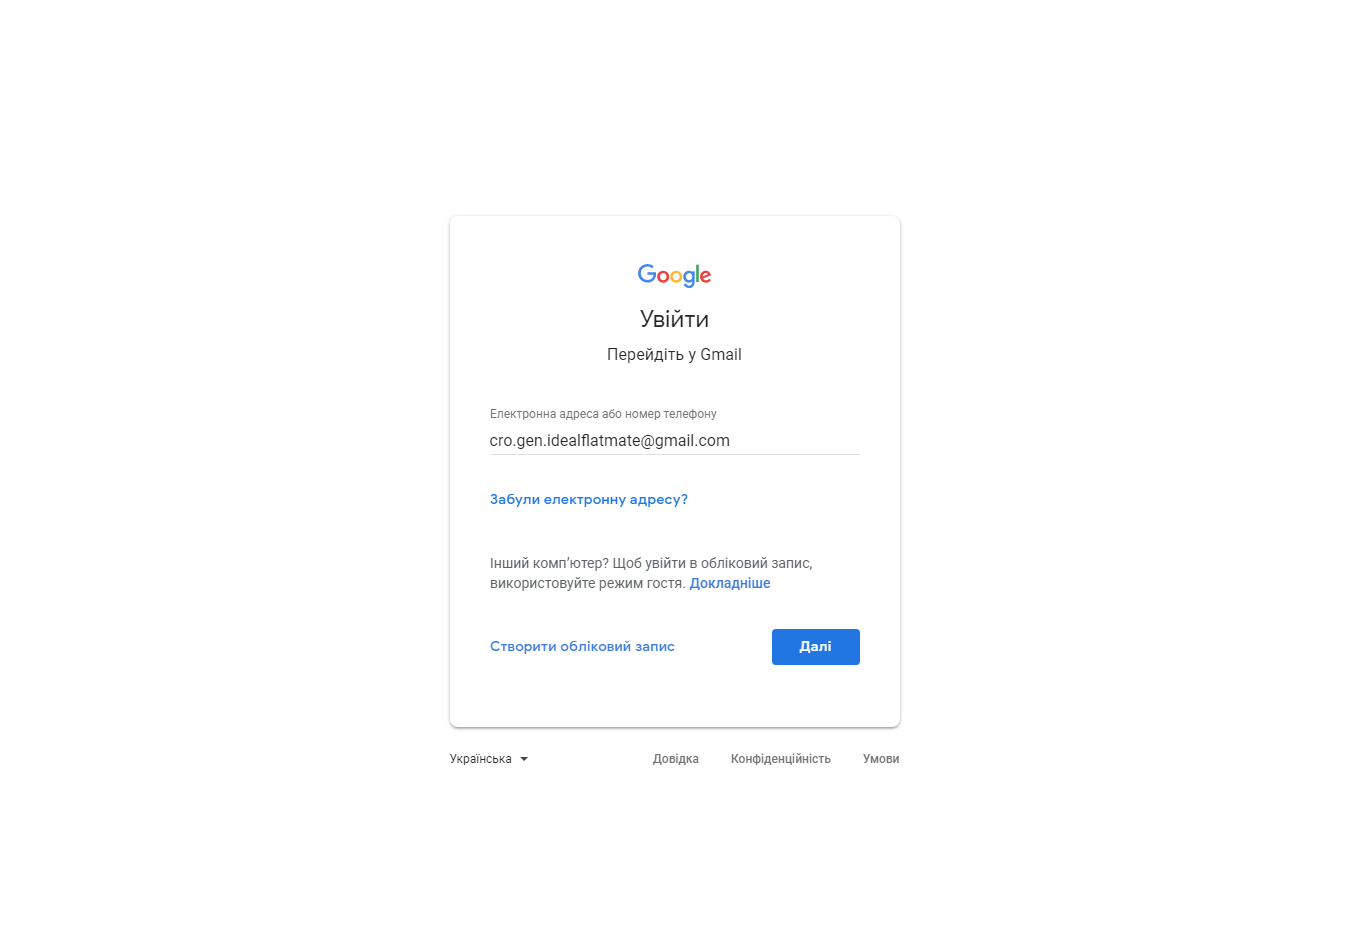 Google
Увійти
Перейдіть у Gmail
Електронна адреса або номер телефону
cro.gen.idealflatmate@gmail.com
Забули електронну адресу?
Інший комп’ютер? Щоб увійти в обліковий запис,
використовуйте режим гостя. Докладніше
Створити обліковий запис
Далі
Українська
Довідка
Конфіденційність
Умови